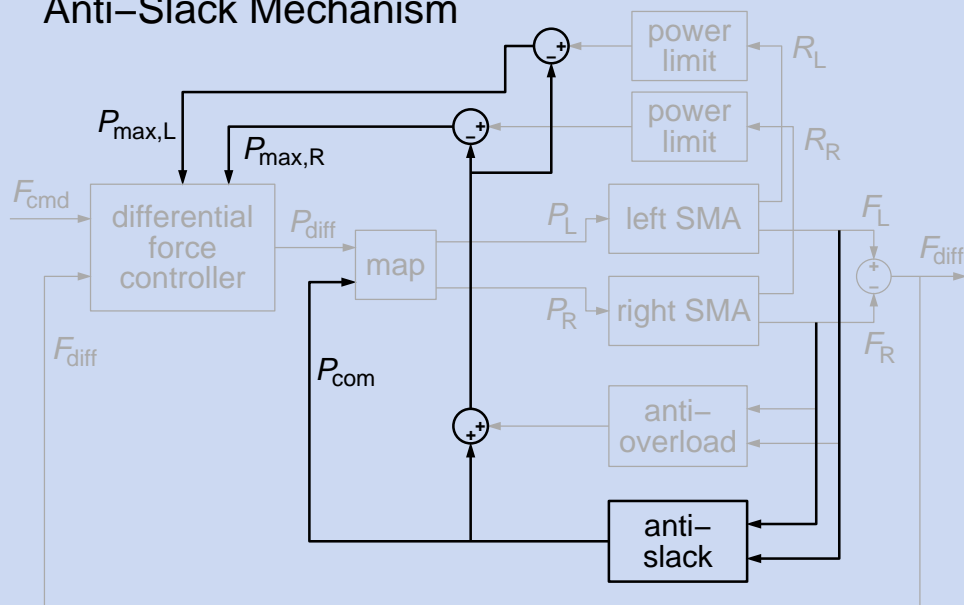 Anti−Slack Mechanism
power
limit
R_L
power
limit
R_R
P_max,L
P_max,R
F_cmd
differential
force
controller
P_diff
map
P_L
left SMA
F_L
F_diff
P_R
right SMA
F_R
F_diff
P_com
anti−
overload
anti−
slack